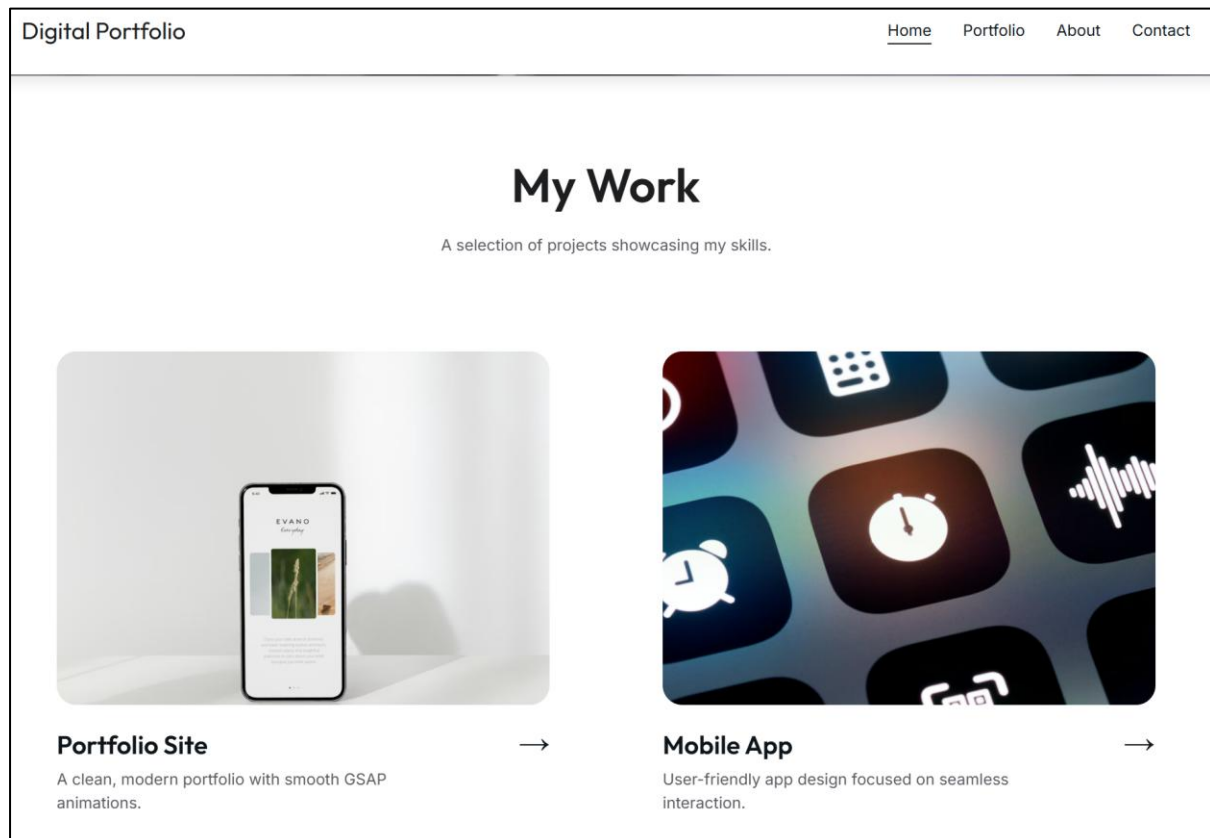 Digital Portfolio
Home Portfolio About Contact
My Work
A selection of projects showcasing my skills.
EVANO
Portfolio Site →
A clean, modern portfolio with smooth GSAP
animations.
Mobile App →
User-friendly app design focused on seamless
interaction.